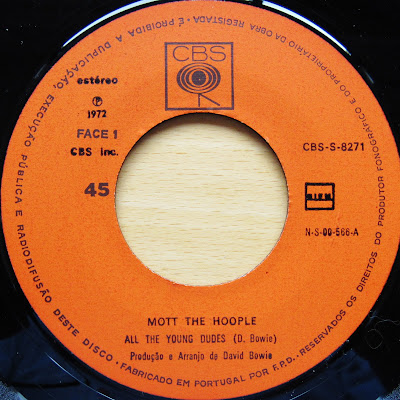 É PROIBIDA A DUPLICAÇÃO, EXECUÇÃO PÚBLICA E RADIODIFUSÃO DESTE DISCO - FABRICADO EM PORTUGAL POR F.P.D. - RESERVADOS OS DIREITOS DO PRODUTOR FONOGRÁFICO E DO PROPRIETÁRIO DA OBRA REGISTADA -
CBS
estéreo
Ⓟ
1972
FACE 1
CBS inc.
CBS-S-8271
45
N-S-00-566-A
MOTT THE HOOPLE
ALL THE YOUNG DUDES (D. Bowie)
Produção e Arranjo de David Bowie